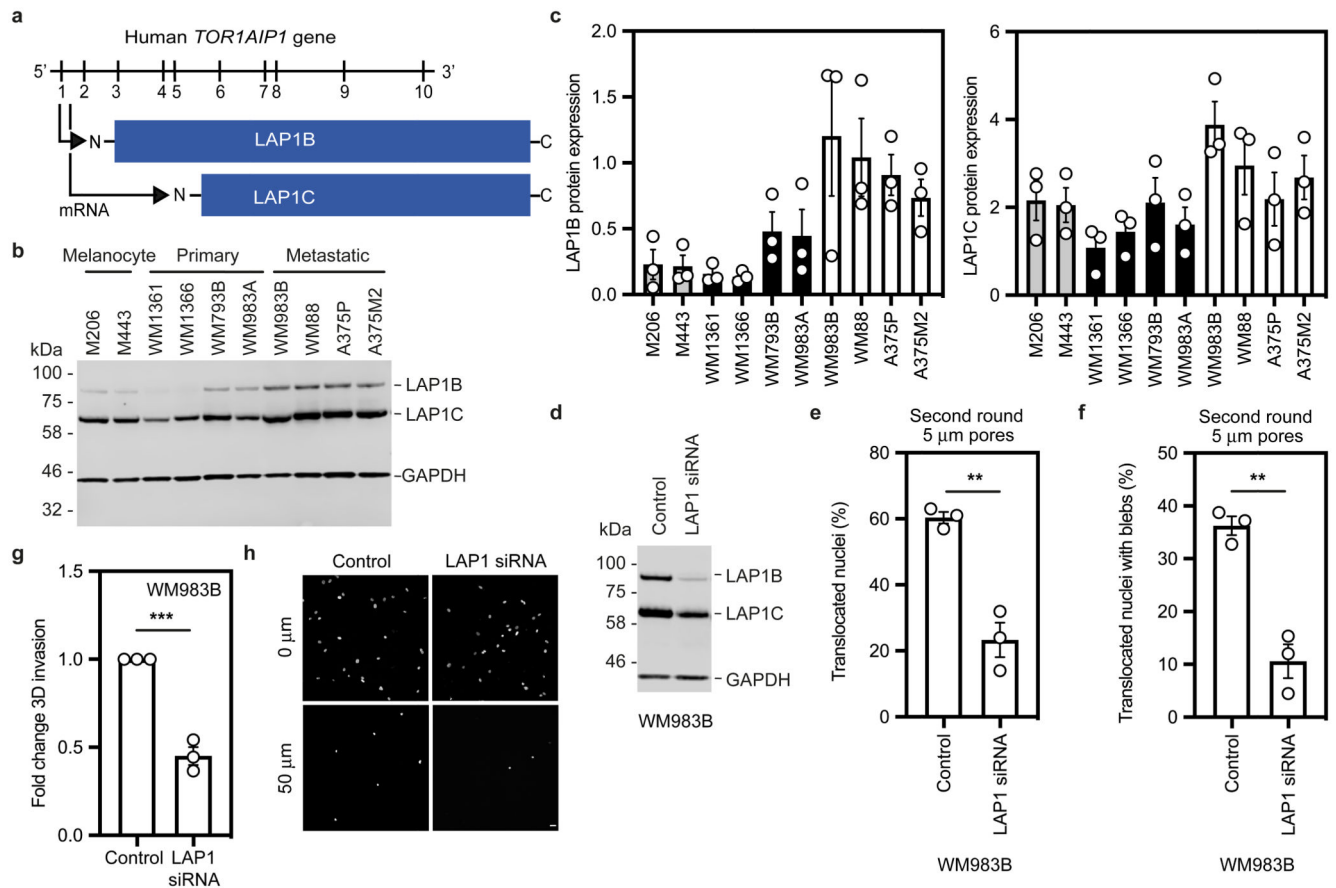 a
Human TOR1AIP1 gene
5’ 3’
1 2 3 4 5 6 7 8 9 10
N LAP1B C
N LAP1C C
mRNA
b
Melanocyte Primary Metastatic
M206 M443 WM1361 WM1366 WM793B WM983A WM983B WM88 A375P A375M2
kDa
100 -
75 -
58 -
46 -
32 -
LAP1B
LAP1C
GAPDH
c
LAP1B protein expression
2.0
1.5
1.0
0.5
0.0
M206 M443 WM1361 WM1366 WM793B WM983A WM983B WM88 A375P A375M2
LAP1C protein expression
6
4
2
0
M206 M443 WM1361 WM1366 WM793B WM983A WM983B WM88 A375P A375M2
d
Control LAP1 siRNA
kDa
100 -
75 -
58 -
46 -
LAP1B
LAP1C
GAPDH
WM983B
e
Second round
5 µm pores
Translocated nuclei (%)
80
60
40
20
0
**
Control LAP1 siRNA
WM983B
f
Second round
5 µm pores
Translocated nuclei with blebs (%)
50
40
30
20
10
0
**
Control LAP1 siRNA
WM983B
g
Fold change 3D invasion
1.5
1.0
0.5
0.0
WM983B
***
Control LAP1
siRNA
h
Control LAP1 siRNA
0 µm
50 µm